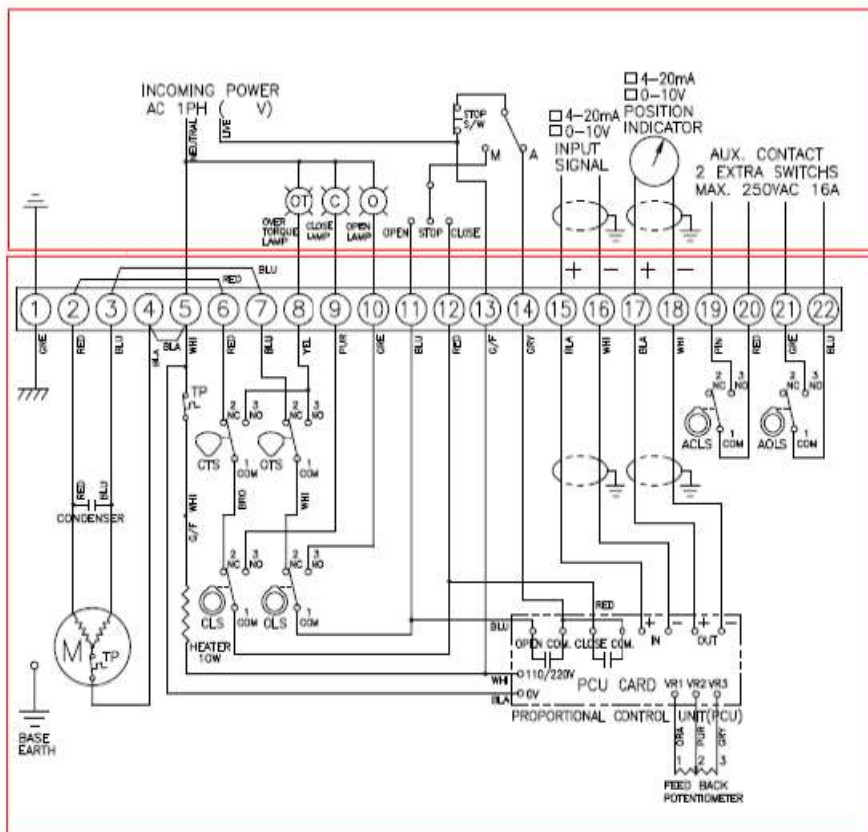 INCOMING POWER
AC 1PH ( V)
NEUTRAL
LIVE
STOP
S/W
M
A
□ 4-20mA
□ 0-10V
INPUT
SIGNAL
□ 4-20mA
□ 0-10V
POSITION
INDICATOR
AUX. CONTACT
2 EXTRA SWITCHS
MAX. 250VAC 16A
OT
C
O
OVER
TORQUE
LAMP
CLOSE
LAMP
OPEN
LAMP
OPEN
STOP
CLOSE
+ - + -
BLU
RED
1 2 3 4 5 6 7 8 9 10 11 12 13 14 15 16 17 18 19 20 21 22
GRE
RED
BLU
BLA
BLA
WHI
RED
BLU
YEL
PUR
GRE
BLU
RED
G/F
GRY
BLA
WHI
BLA
WHI
PIN
RED
GRE
BLU
TP
2
NC
3
NO
2
NC
3
NO
CTS
OTS
1
COM
1
COM
2
NC
3
NO
2
NC
3
NO
ACLS
AOLS
1
COM
1
COM
RED
BLU
CONDENSER
WHI
G/F
BRO
WHI
2
NC
3
NO
2
NC
3
NO
CLS
OLS
1
COM
1
COM
HEATER
10W
M
TP
BASE
EARTH
BLU
RED
OPEN COM. CLOSE COM. + IN - + OUT -
WHI
110/220V
BLA
0V
PCU CARD
VR1 VR2 VR3
PROPORTIONAL CONTROL UNIT(PCU)
ORA
PUR
GRY
1 2 3
FEED BACK
POTENTIOMETER